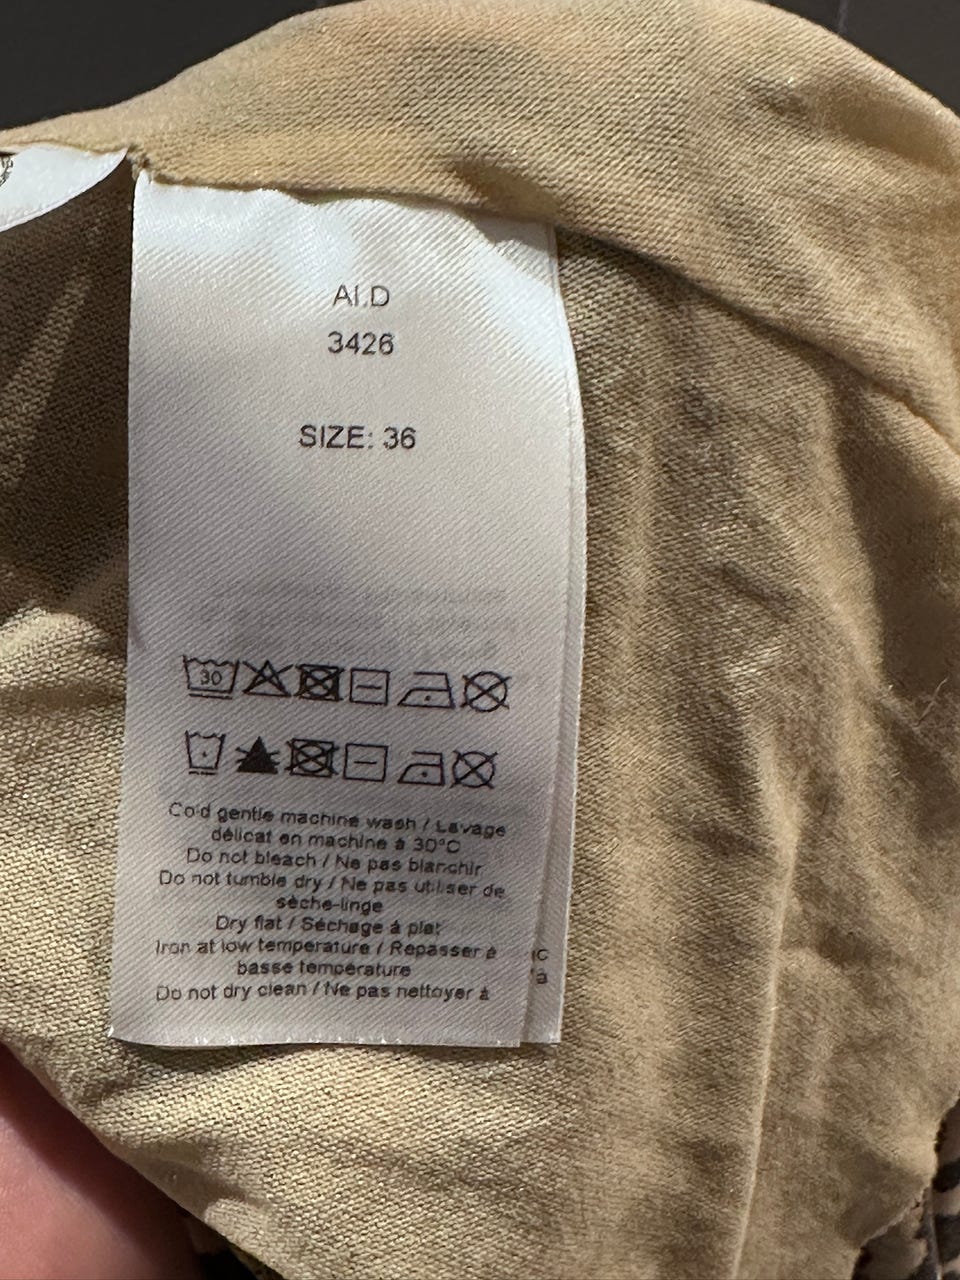 AI.D
3426
SIZE: 36
30
Cold gentle machine wash / Lavage
délicat en machine à 30°C
Do not bleach / Ne pas blanchir
Do not tumble dry / Ne pas utiliser de
sèche-linge
Dry flat / Séchage à plat
Iron at low temperature / Repasser à
basse température
Do not dry clean / Ne pas nettoyer à